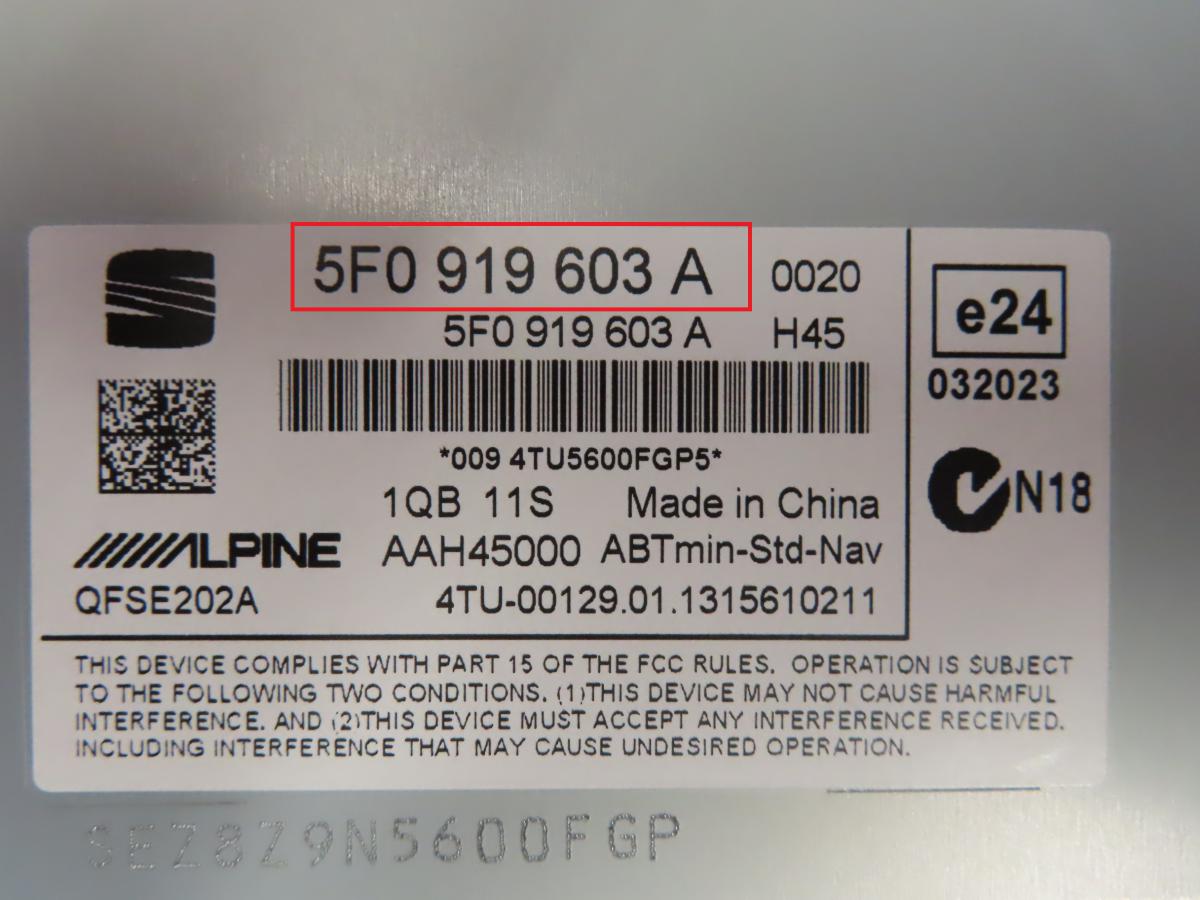 5F0 919 603 A 0020
5F0 919 603 A H45
*009 4TU5600FGP5*
1QB 11S Made in China
ALPINE AAH45000 ABTmin-Std-Nav
QFSE202A 4TU-00129.01.1315610211
e24
032023
N18
THIS DEVICE COMPLIES WITH PART 15 OF THE FCC RULES. OPERATION IS SUBJECT
TO THE FOLLOWING TWO CONDITIONS. (1)THIS DEVICE MAY NOT CAUSE HARMFUL
INTERFERENCE. AND (2)THIS DEVICE MUST ACCEPT ANY INTERFERENCE RECEIVED.
INCLUDING INTERFERENCE THAT MAY CAUSE UNDESIRED OPERATION.
SEZ8Z9N5600FGP